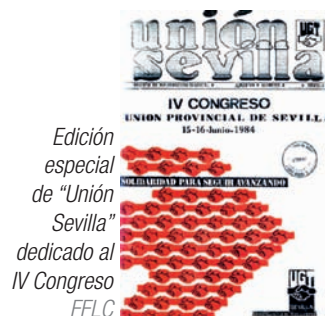 Edición
especial
de “Unión
Sevilla”
dedicado al
IV Congreso
FFLC
unión
sevilla
UGT
IV CONGRESO
UNION PROVINCIAL DE SEVILLA
15-16-Junio-1984
SOLIDARIDAD PARA SEGUIR AVANZANDO
UGT